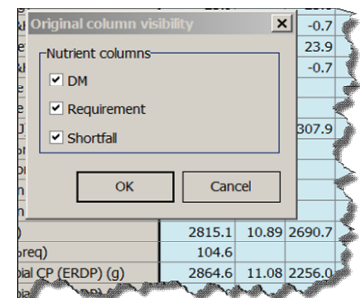 Original column visibility
-0.7
23.9
-0.7
Nutrient columns
DM
Requirement
307.9
Shortfall
OK Cancel
) 2815.1 10.89 2690.7
req) 104.6
ial CP (ERDP) (g) 2864.6 11.08 2256.0